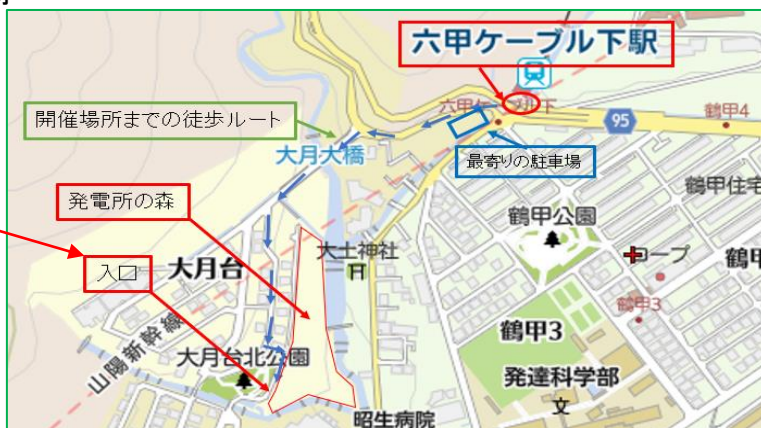 六甲ケーブル下駅
六甲ケーブル下
95
鶴甲4
開催場所までの徒歩ルート
大月大橋
最寄りの駐車場
鶴甲住宅
発電所の森
鶴甲公園
大土神社
コープ
鶴甲
入口
大月台
鶴甲3
鶴甲3
山陽新幹線
大月台北公園
発達科学部
文
昭生病院